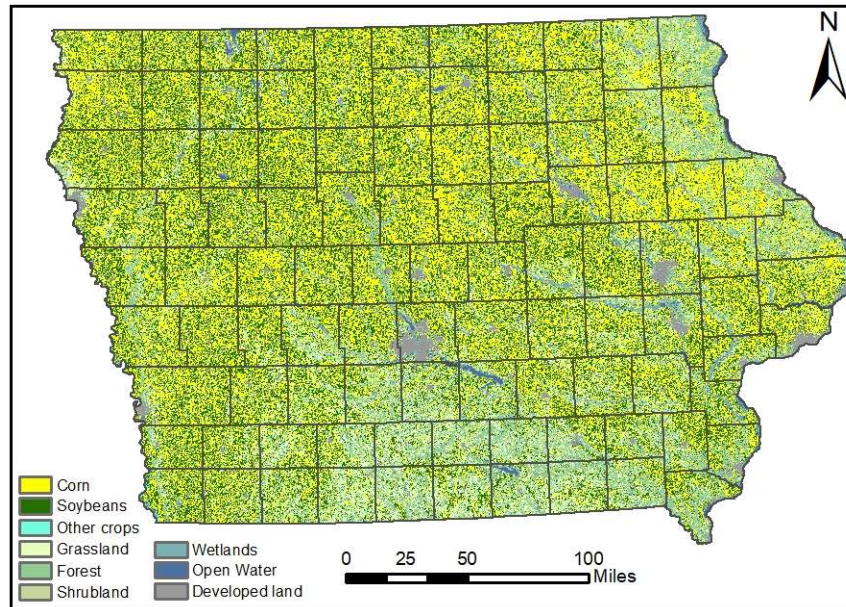 N
Corn
Soybeans
Other crops
Grassland
Forest
Shrubland
Wetlands
Open Water
Developed land
0 25 50 100
Miles